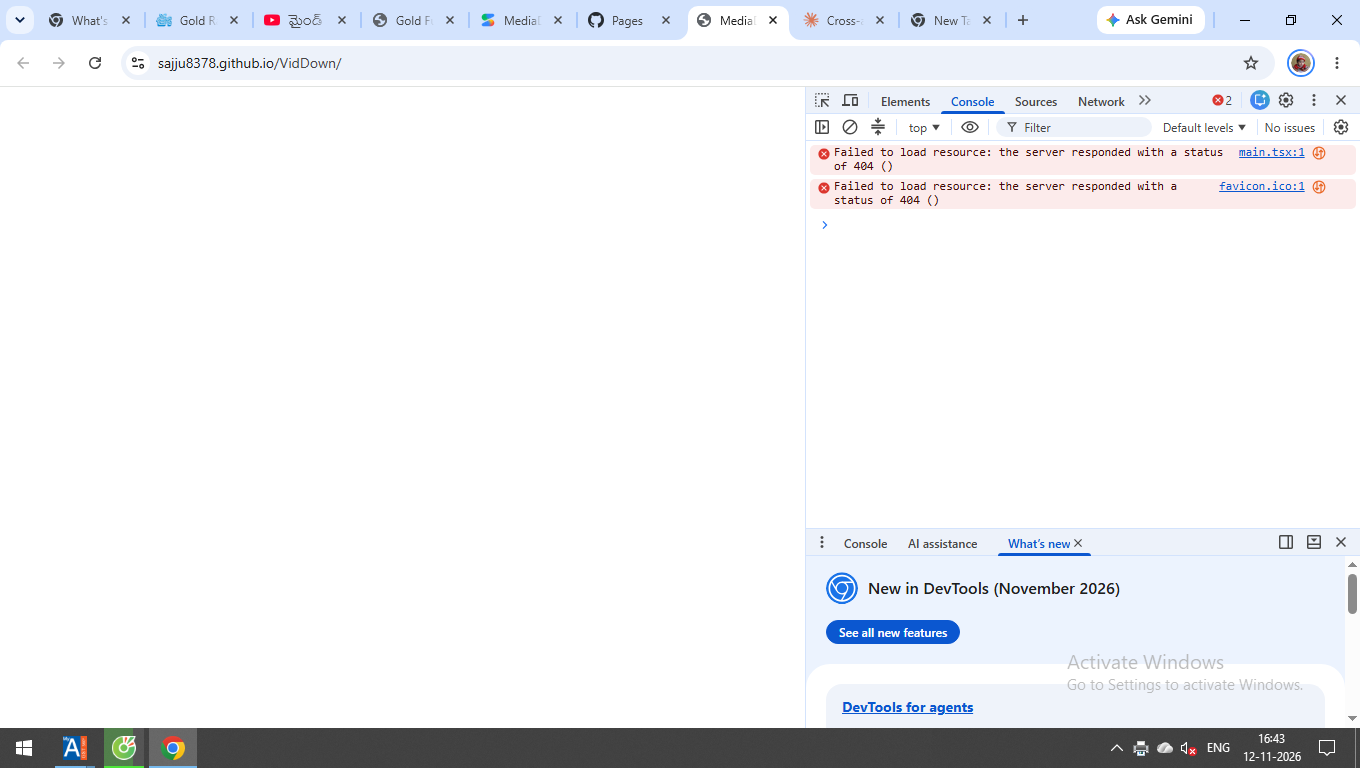 What's
Gold R
మైండ్
Gold F
Media
Pages
Media
Cross-
New Ta
Ask Gemini
sajju8378.github.io/VidDown/
Elements
Console
Sources
Network
2
top
Filter
Default levels
No issues
Failed to load resource: the server responded with a status of 404 ()
main.tsx:1
Failed to load resource: the server responded with a status of 404 ()
favicon.ico:1
Console
AI assistance
What's new
New in DevTools (November 2026)
See all new features
Activate Windows
Go to Settings to activate Windows.
DevTools for agents
ENG
16:43
12-11-2026